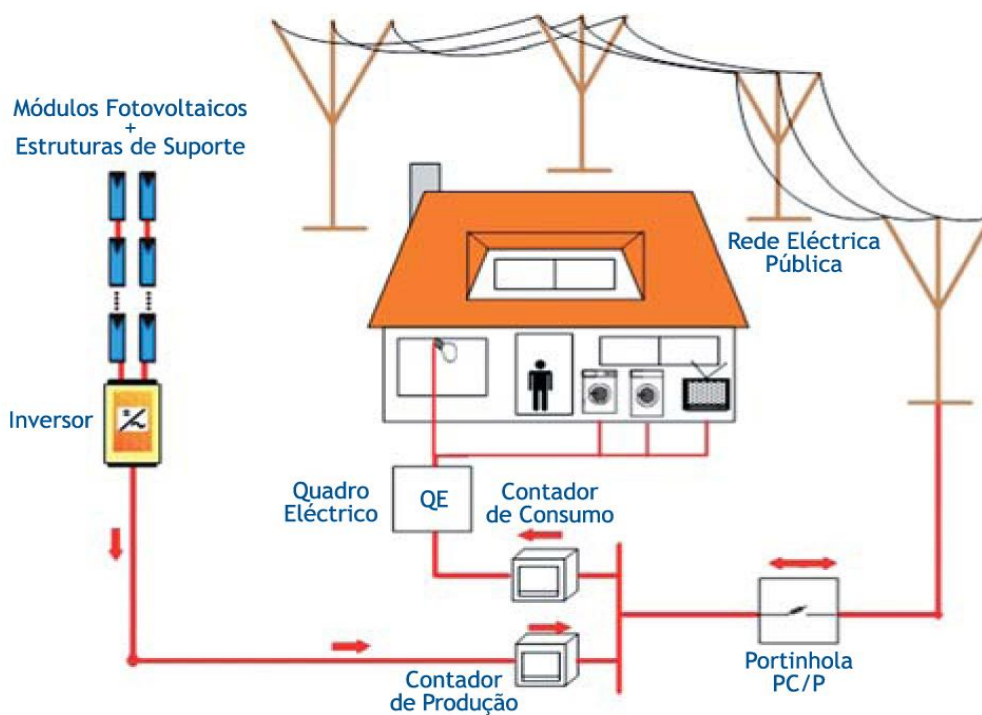 Módulos Fotovoltaicos
+
Estruturas de Suporte
Rede Eléctrica
Pública
Inversor
Quadro
Eléctrico
QE
Contador
de Consumo
Contador
de Produção
Portinhola
PC/P